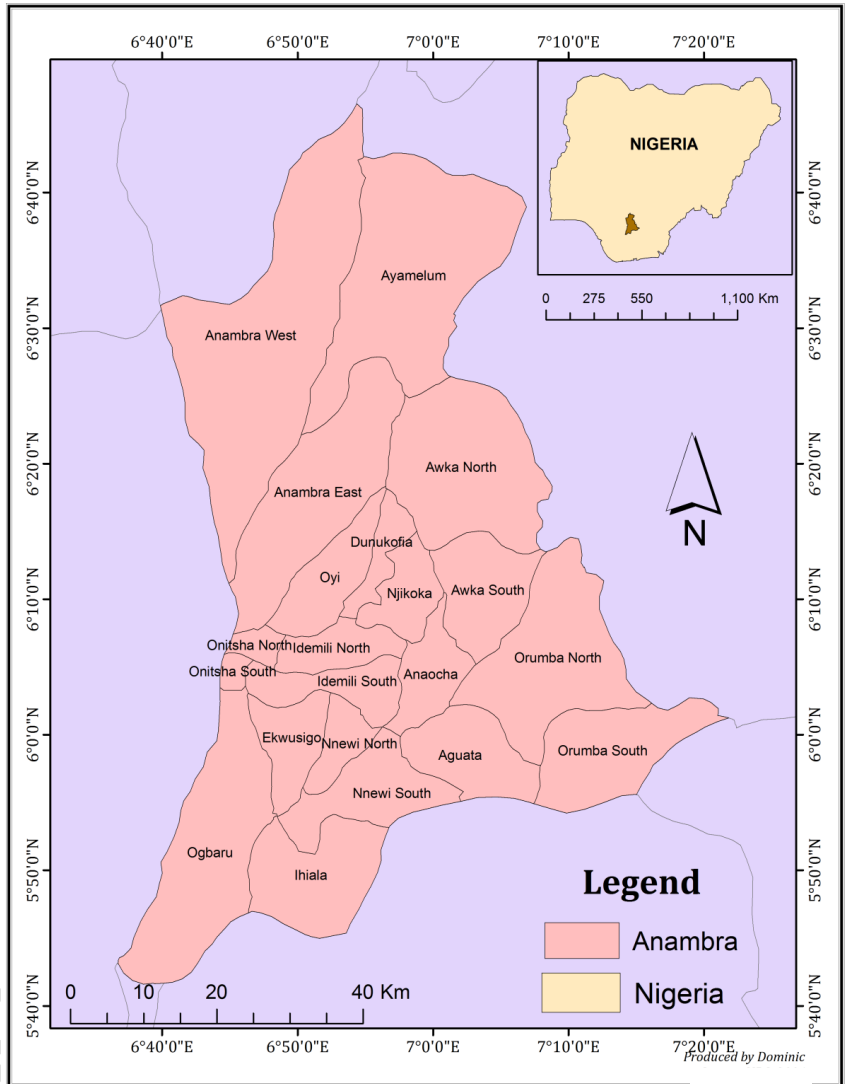 6°40'0"E 6°50'0"E 7°0'0"E 7°10'0"E 7°20'0"E
NIGERIA
6°40'0"N 6°40'0"N
Ayamelum
0 275 550 1,100 Km
6°30'0"N 6°30'0"N
Anambra West
6°20'0"N 6°20'0"N
Awka North
Anambra East
N
Dunukofia
Oyi
Njikoka
Awka South
6°10'0"N 6°10'0"N
Onitsha North
Idemili North
Orumba North
Onitsha South
Anaocha
Idemili South
6°0'0"N 6°0'0"N
Ekwusigo
Nnewi North
Orumba South
Aguata
Nnewi South
Ogbaru
5°50'0"N 5°50'0"N
Ihiala
Legend
Anambra
Nigeria
0 10 20 40 Km
5°40'0"N 5°40'0"N
6°40'0"E 6°50'0"E 7°0'0"E 7°10'0"E 7°20'0"E
Produced by Dominic